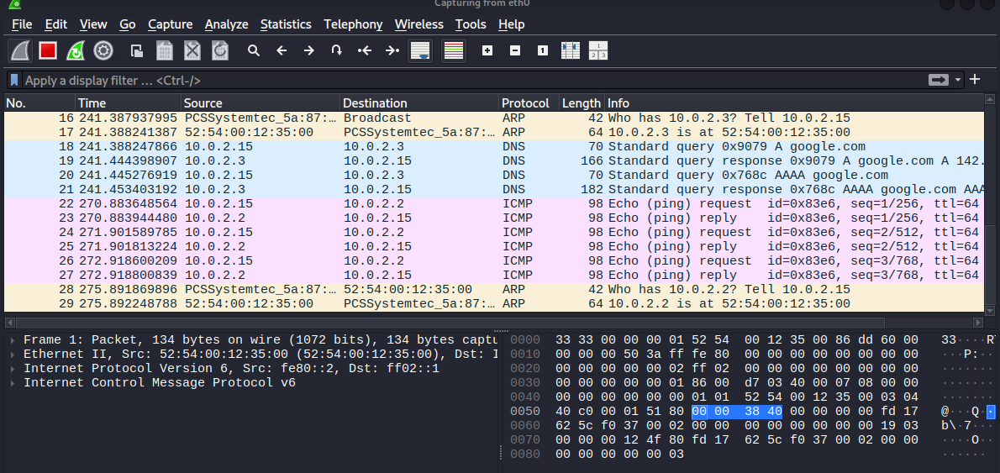 Capturing from eth0
File Edit View Go Capture Analyze Statistics Telephony Wireless Tools Help
Apply a display filter … <Ctrl-/>
No. Time Source Destination Protocol Length Info
16 241.387937995 PCSSystemtec_5a:87:… Broadcast ARP 42 Who has 10.0.2.3? Tell 10.0.2.15
17 241.388241387 52:54:00:12:35:00 PCSSystemtec_5a:87:… ARP 64 10.0.2.3 is at 52:54:00:12:35:00
18 241.388247866 10.0.2.15 10.0.2.3 DNS 70 Standard query 0x9079 A google.com
19 241.444398907 10.0.2.3 10.0.2.15 DNS 166 Standard query response 0x9079 A google.com A 142.
20 241.445276919 10.0.2.15 10.0.2.3 DNS 70 Standard query 0x768c AAAA google.com
21 241.453403192 10.0.2.3 10.0.2.15 DNS 182 Standard query response 0x768c AAAA google.com AAA
22 270.883648564 10.0.2.15 10.0.2.2 ICMP 98 Echo (ping) request id=0x83e6, seq=1/256, ttl=64
23 270.883944480 10.0.2.2 10.0.2.15 ICMP 98 Echo (ping) reply id=0x83e6, seq=1/256, ttl=64
24 271.901589785 10.0.2.15 10.0.2.2 ICMP 98 Echo (ping) request id=0x83e6, seq=2/512, ttl=64
25 271.901813224 10.0.2.2 10.0.2.15 ICMP 98 Echo (ping) reply id=0x83e6, seq=2/512, ttl=64
26 272.918600209 10.0.2.15 10.0.2.2 ICMP 98 Echo (ping) request id=0x83e6, seq=3/768, ttl=64
27 272.918800839 10.0.2.2 10.0.2.15 ICMP 98 Echo (ping) reply id=0x83e6, seq=3/768, ttl=64
28 275.891869896 PCSSystemtec_5a:87:… 52:54:00:12:35:00 ARP 42 Who has 10.0.2.2? Tell 10.0.2.15
29 275.892248788 52:54:00:12:35:00 PCSSystemtec_5a:87:… ARP 64 10.0.2.2 is at 52:54:00:12:35:00
Frame 1: Packet, 134 bytes on wire (1072 bits), 134 bytes captu
Ethernet II, Src: 52:54:00:12:35:00 (52:54:00:12:35:00), Dst: I
Internet Protocol Version 6, Src: fe80::2, Dst: ff02::1
Internet Control Message Protocol v6
0000 33 33 00 00 00 01 52 54 00 12 35 00 86 dd 60 00 33····RT
0010 00 00 00 50 3a ff fe 80 00 00 00 00 00 00 00 00 ···P:···
0020 00 00 00 00 00 02 ff 02 00 00 00 00 00 00 00 00 ········
0030 00 00 00 00 00 01 86 00 d7 03 40 00 07 08 00 00 ········
0040 00 00 00 00 00 00 01 01 52 54 00 12 35 00 03 04 ········
0050 40 c0 00 01 51 80 00 00 38 40 00 00 00 00 fd 17 @···Q···
0060 62 5c f0 37 00 02 00 00 00 00 00 00 00 00 19 03 b\·7····
0070 00 00 00 12 4f 80 fd 17 62 5c f0 37 00 02 00 00 ····O···
0080 00 00 00 00 00 03 ······